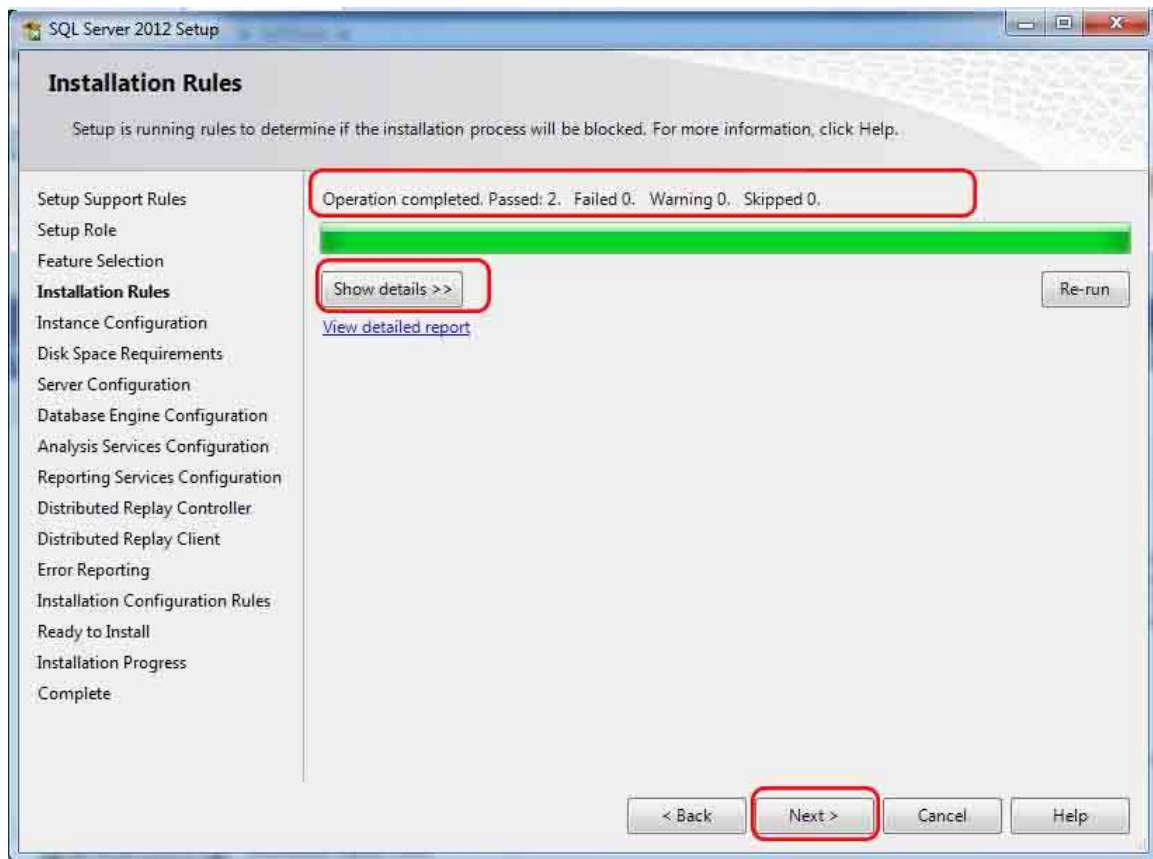 SQL Server 2012 Setup
Installation Rules
Setup is running rules to determine if the installation process will be blocked. For more information, click Help.
Setup Support Rules
Setup Role
Feature Selection
Installation Rules
Instance Configuration
Disk Space Requirements
Server Configuration
Database Engine Configuration
Analysis Services Configuration
Reporting Services Configuration
Distributed Replay Controller
Distributed Replay Client
Error Reporting
Installation Configuration Rules
Ready to Install
Installation Progress
Complete
Operation completed. Passed: 2. Failed 0. Warning 0. Skipped 0.
Show details >>
Re-run
View detailed report
< Back
Next >
Cancel
Help